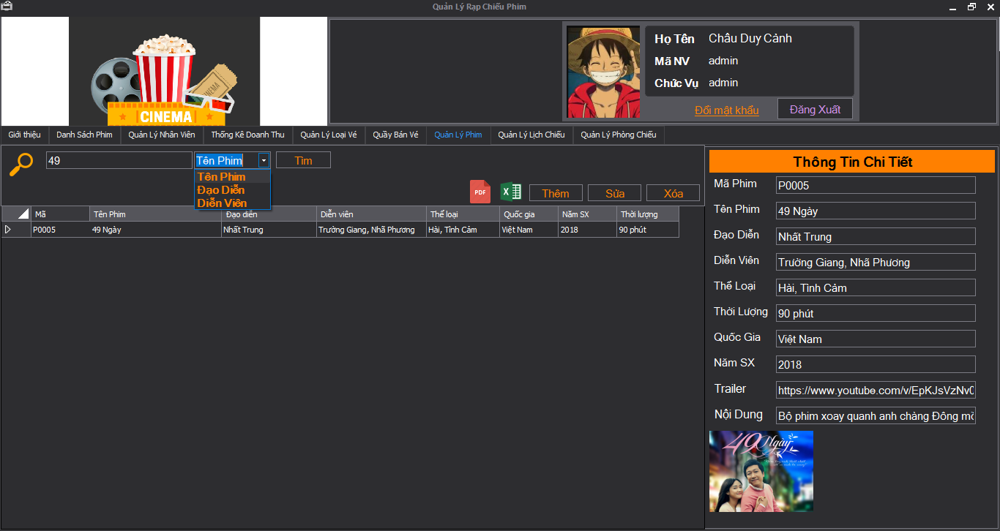 Quản Lý Rạp Chiếu Phim
CINEMA
CINEMA
Họ Tên Châu Duy Cảnh
Mã NV admin
Chức Vụ admin
Đổi mật khẩu Đăng Xuất
Giới thiệu Danh Sách Phim Quản Lý Nhân Viên Thống Kê Doanh Thu Quản Lý Loại Vé Quầy Bán Vé Quản Lý Phim Quản Lý Lịch Chiếu Quản Lý Phòng Chiếu
49 Tên Phim Tìm
Tên Phim
Đạo Diễn
Diễn Viên
PDF X Thêm Sửa Xóa
Mã Tên Phim Đạo diễn Diễn viên Thể loại Quốc gia Năm SX Thời lượng
P0005 49 Ngày Nhất Trung Trường Giang, Nhã Phương Hài, Tình Cảm Việt Nam 2018 90 phút
Thông Tin Chi Tiết
Mã Phim P0005
Tên Phim 49 Ngày
Đạo Diễn Nhất Trung
Diễn Viên Trường Giang, Nhã Phương
Thể Loại Hài, Tình Cảm
Thời Lượng 90 phút
Quốc Gia Việt Nam
Năm SX 2018
Trailer https://www.youtube.com/v/EpKJsVzNv0
Nội Dung Bộ phim xoay quanh anh chàng Đông mồ
49 Ngày